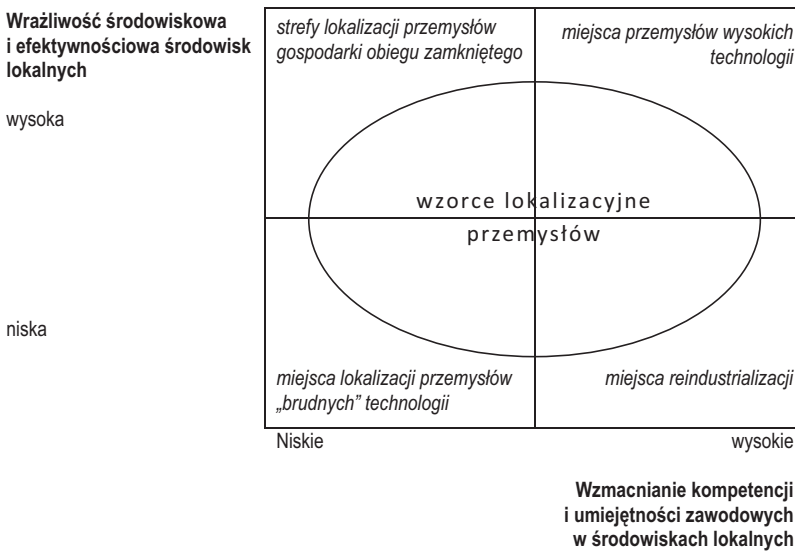 Wrażliwość środowiskowa
i efektywnościowa środowisk
lokalnych
wysoka
niska
strefy lokalizacji przemysłów
gospodarki obiegu zamkniętego
miejsca przemysłów wysokich
technologii
wzorce lokalizacyjne
przemysłów
miejsca lokalizacji przemysłów
„brudnych” technologii
miejsca reindustrializacji
Niskie
wysokie
Wzmacnianie kompetencji
i umiejętności zawodowych
w środowiskach lokalnych